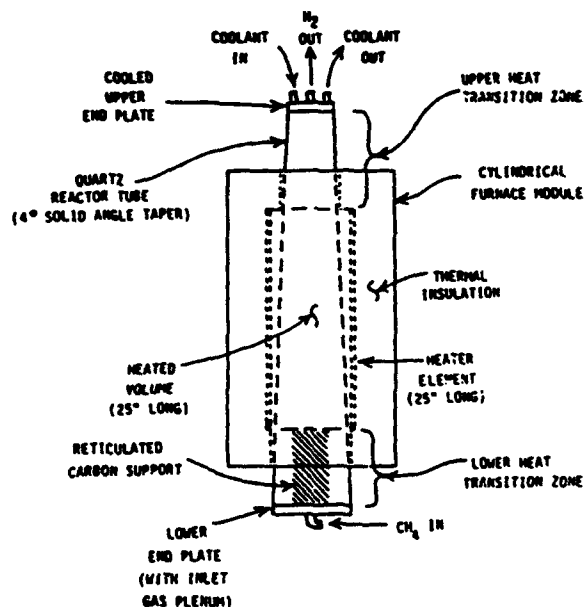 H2
OUT
COOLANT
IN
COOLANT
OUT
COOLED
UPPER
END PLATE
UPPER HEAT
TRANSITION ZONE
QUARTZ
REACTOR TUBE
(4° SOLID ANGLE TAPER)
CYLINDRICAL
FURNACE MODULE
THERMAL
INSULATION
HEATED
VOLUME
(25" LONG)
HEATER
ELEMENT
(25" LONG)
RETICULATED
CARBON SUPPORT
LOWER HEAT
TRANSITION ZONE
LOWER
END PLATE
(WITH INLET
GAS PLENUM)
CH4 IN